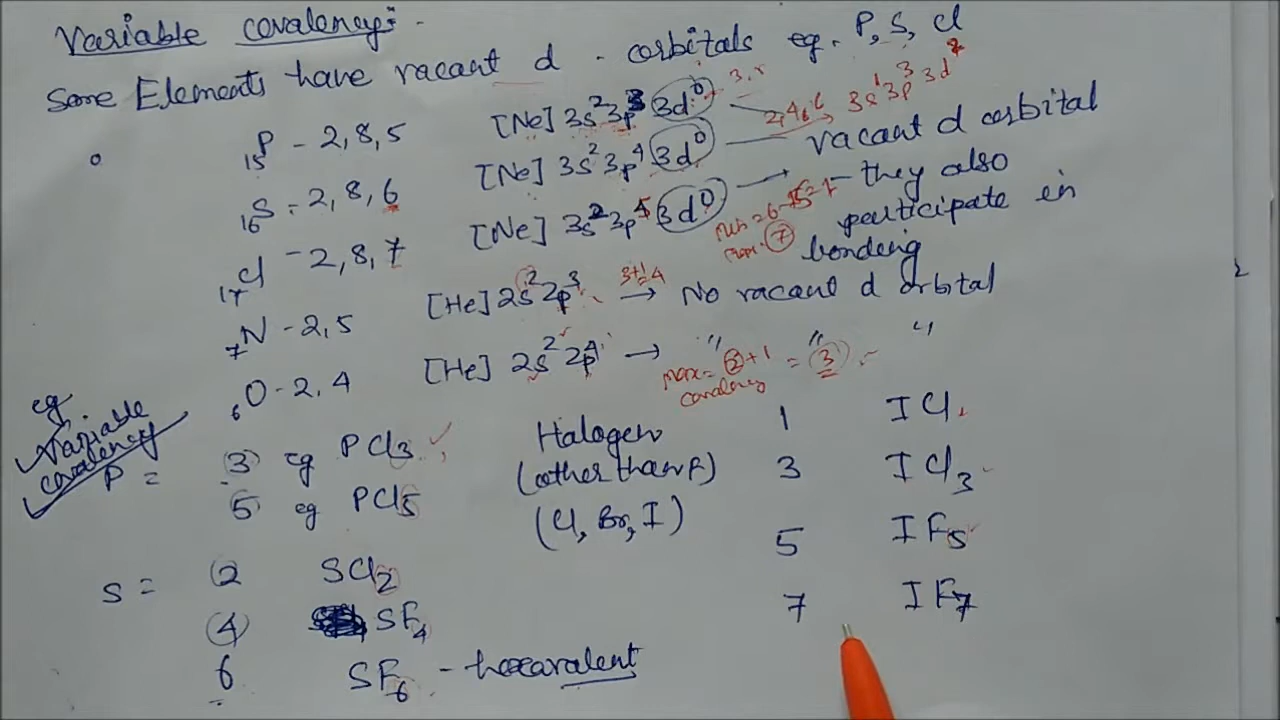 Variable covalency:-
Some Elements have vacant d - orbitals eg. P, S, Cl
15P - 2,8,5 [Ne] 3s² 3p³ 3d⁰ 3,5
2,4,6 3s¹ 3p³ 3d²
16S - 2,8,6 [Ne] 3s² 3p⁴ 3d⁰ vacant d orbital
17Cl - 2,8,7 [Ne] 3s² 3p⁵ 3d⁰ → - they also
participate in
bonding
max. 7
7N - 2,5 [He] 2s² 2p³ 3+1=4 → No vacant d orbital
6O - 2,4 [He] 2s² 2p⁴ → " " "
max = 2+1 = 3
covalency
eg.
Variable
covalency
P = 3 eg PCl3
5 eg PCl5
S = 2 SCl2
4 SF4
6 SF6 - hexavalent
Halogen 1 ICl
(other than F) 3 ICl3
(Cl, Br, I) 5 IF5
7 IF7